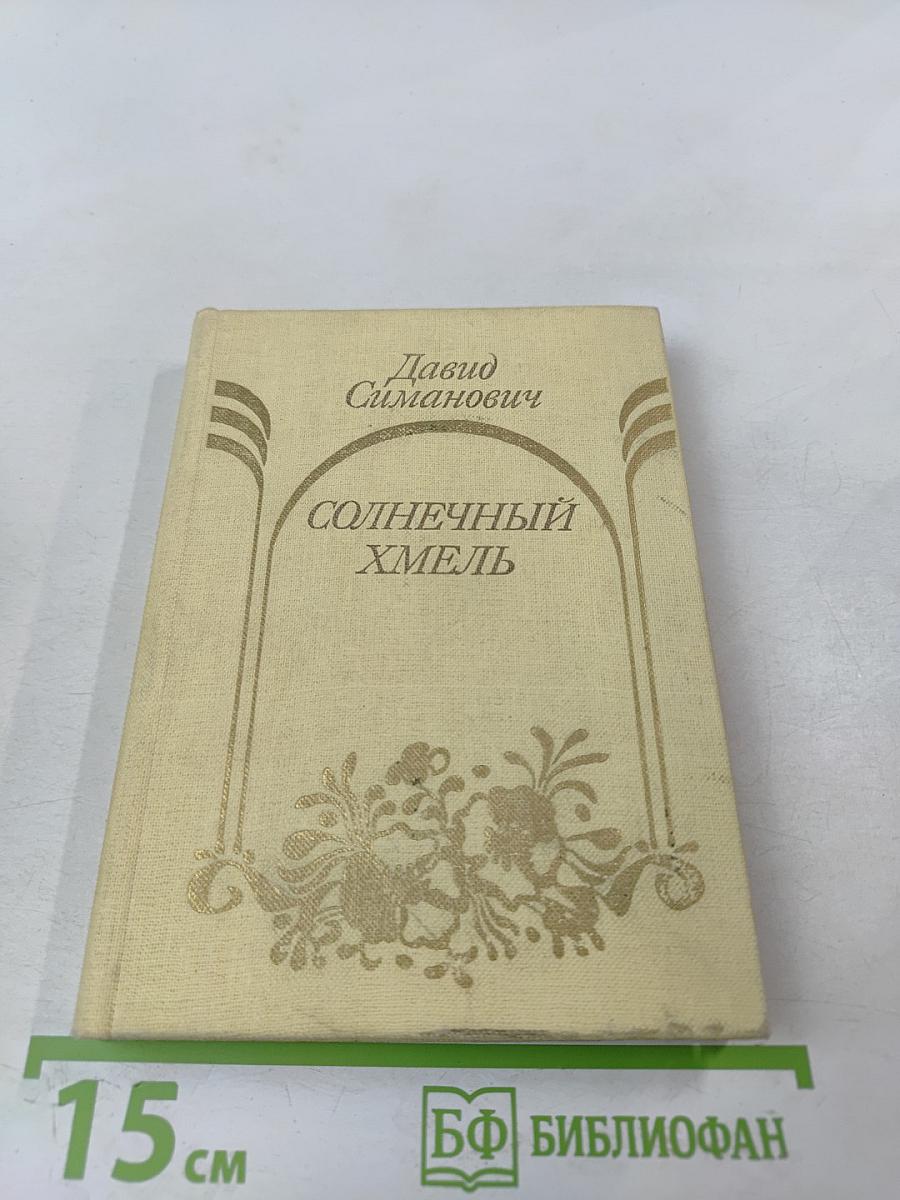 Давид
Симанович
СОЛНЕЧНЫЙ
ХМЕЛЬ
15 см
БФ БИБЛИОФАН